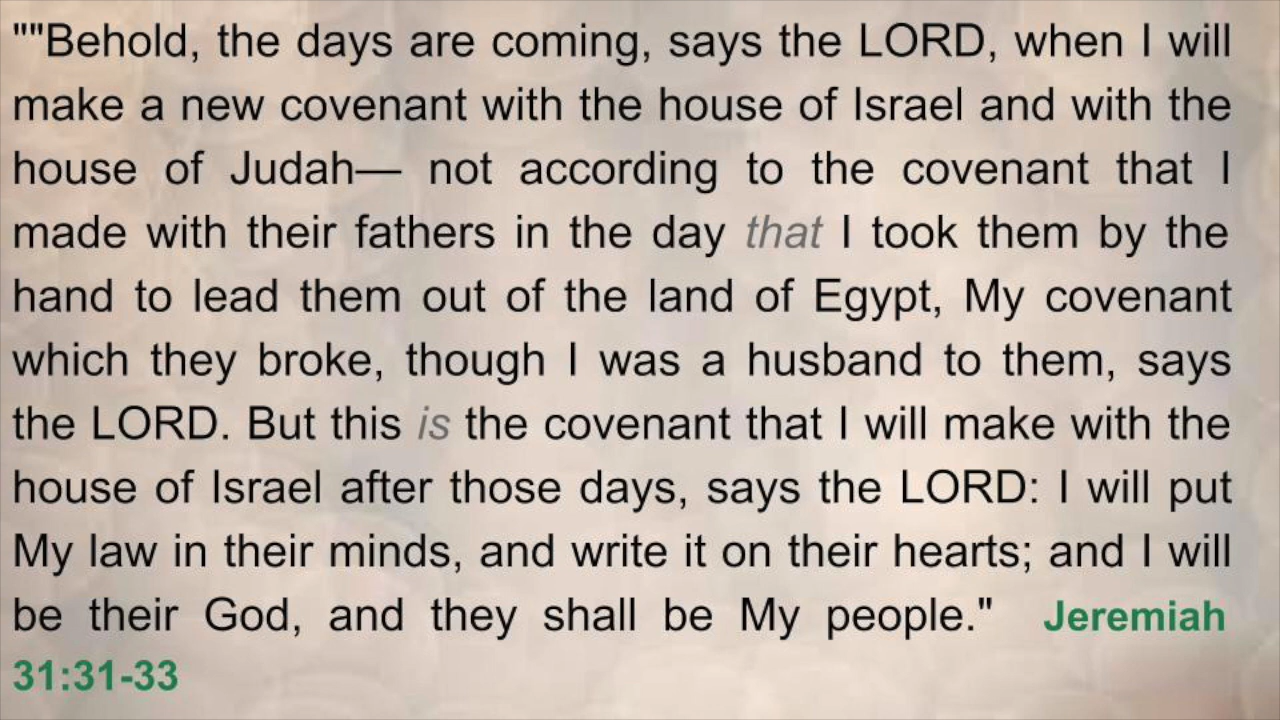 ""Behold, the days are coming, says the LORD, when I will
make a new covenant with the house of Israel and with the
house of Judah— not according to the covenant that I
made with their fathers in the day that I took them by the
hand to lead them out of the land of Egypt, My covenant
which they broke, though I was a husband to them, says
the LORD. But this is the covenant that I will make with the
house of Israel after those days, says the LORD: I will put
My law in their minds, and write it on their hearts; and I will
be their God, and they shall be My people." Jeremiah
31:31-33